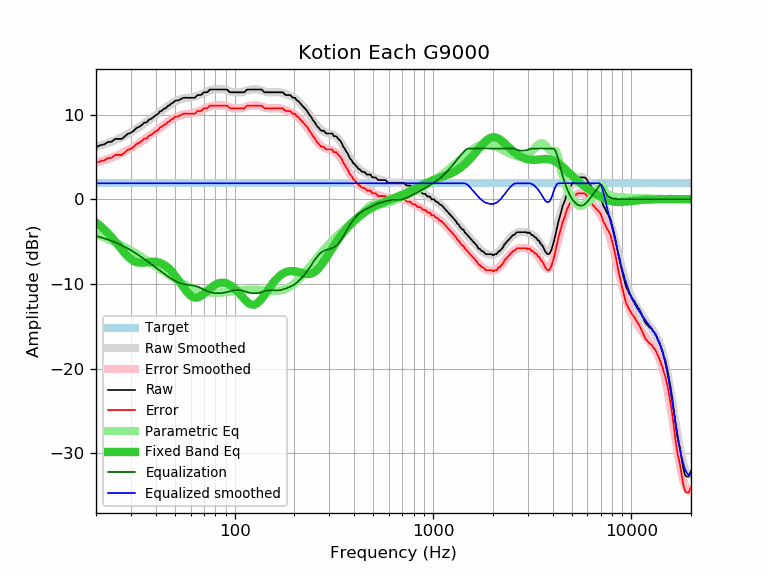 Kotion Each G9000
Amplitude (dBr)
10
0
−10
−20
−30
Target
Raw Smoothed
Error Smoothed
Raw
Error
Parametric Eq
Fixed Band Eq
Equalization
Equalized smoothed
100
1000
10000
Frequency (Hz)